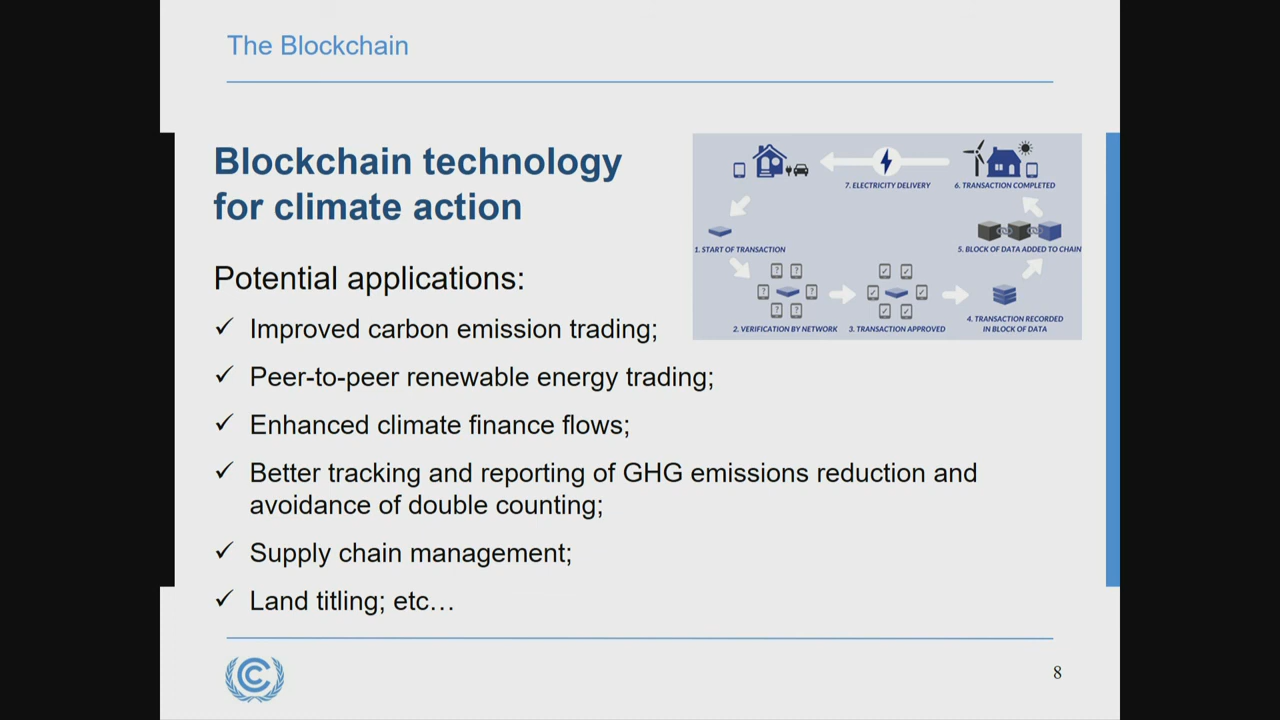 The Blockchain
Blockchain technology
for climate action
Potential applications:
✓ Improved carbon emission trading;
✓ Peer-to-peer renewable energy trading;
✓ Enhanced climate finance flows;
✓ Better tracking and reporting of GHG emissions reduction and
avoidance of double counting;
✓ Supply chain management;
✓ Land titling; etc…
7. ELECTRICITY DELIVERY
6. TRANSACTION COMPLETED
1. START OF TRANSACTION
5. BLOCK OF DATA ADDED TO CHAIN
2. VERIFICATION BY NETWORK
3. TRANSACTION APPROVED
4. TRANSACTION RECORDED
IN BLOCK OF DATA
8